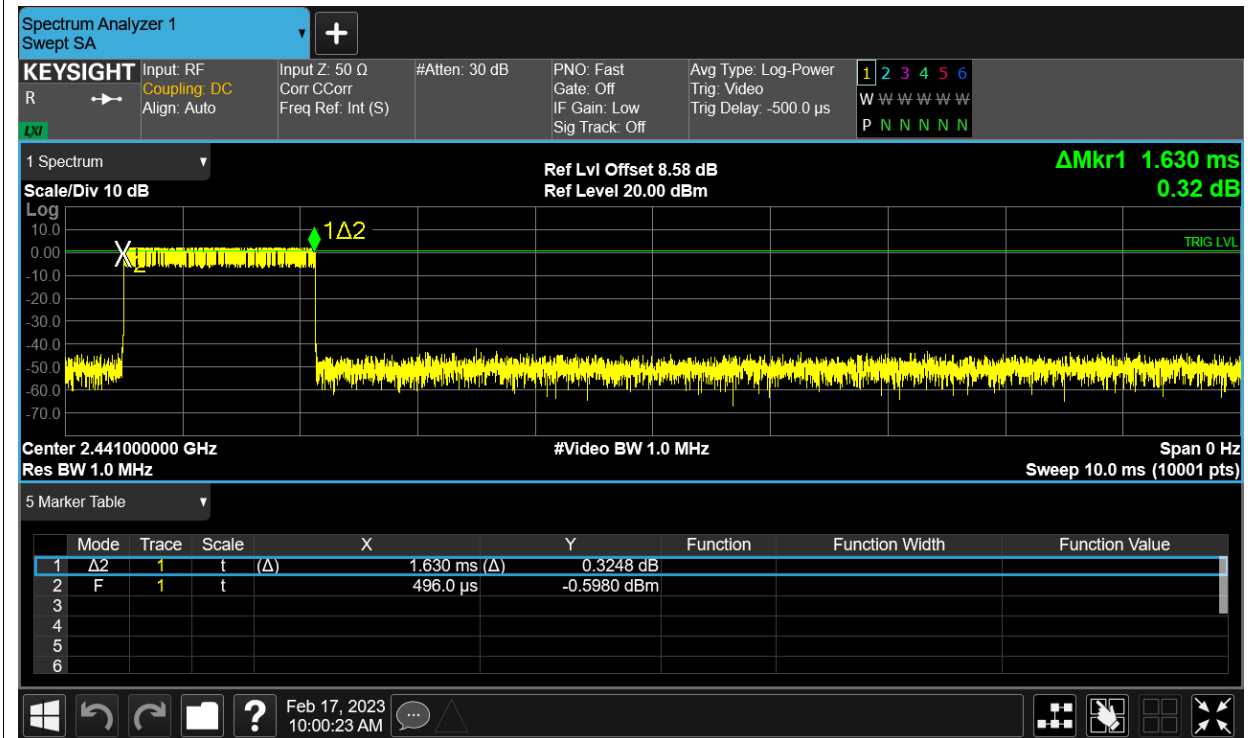 Spectrum Analyzer 1
Swept SA
KEYSIGHT
R
LXI
Input: RF
Coupling: DC
Align: Auto
Input Z: 50 Ω
Corr CCorr
Freq Ref: Int (S)
#Atten: 30 dB
PNO: Fast
Gate: Off
IF Gain: Low
Sig Track: Off
Avg Type: Log-Power
Trig: Video
Trig Delay: -500.0 µs
1 2 3 4 5 6
W W W W W W
P N N N N N
1 Spectrum
Scale/Div 10 dB
Ref Lvl Offset 8.58 dB
Ref Level 20.00 dBm
ΔMkr1 1.630 ms
0.32 dB
Log
10.0
0.00
-10.0
-20.0
-30.0
-40.0
-50.0
-60.0
-70.0
X
2
1Δ2
TRIG LVL
Center 2.441000000 GHz
Res BW 1.0 MHz
#Video BW 1.0 MHz
Span 0 Hz
Sweep 10.0 ms (10001 pts)
5 Marker Table
Mode Trace Scale X Y Function Function Width Function Value
1 Δ2 1 t (Δ) 1.630 ms (Δ) 0.3248 dB
2 F 1 t 496.0 µs -0.5980 dBm
3
4
5
6
?
Feb 17, 2023
10:00:23 AM